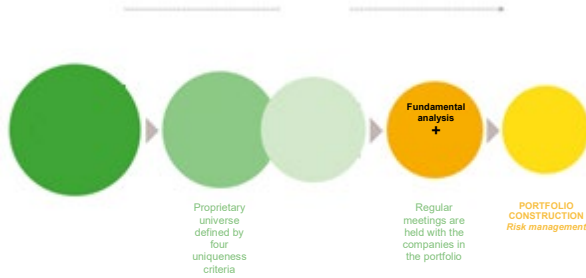 Fundamental
analysis
+
Proprietary
universe
defined by
four
uniqueness
criteria
Regular
meetings are
held with the
companies in
the portfolio
PORTFOLIO
CONSTRUCTION
Risk management